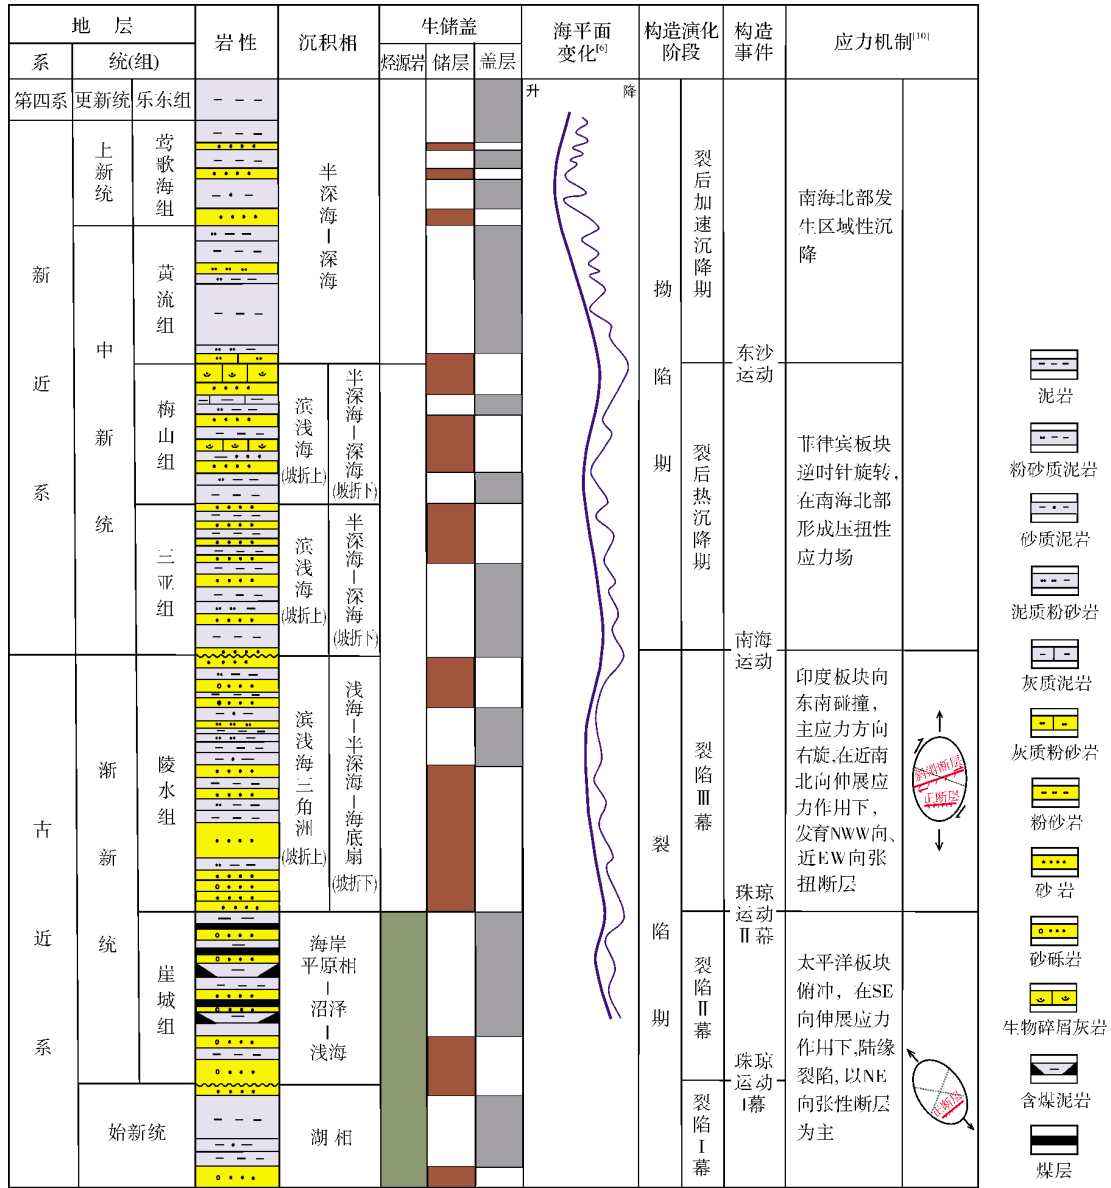 地 层
岩性
沉积相
生储盖
海平面
变化[6]
构造演化
阶段
构造
事件
应力机制[10]
系
统(组)
烃源岩
储层
盖层
第四系
更新统
乐东组
升
降
新近系
上新统
莺歌海组
半深海-深海
裂后加速沉降期
南海北部发
生区域性沉
降
中新统
黄流组
拗陷期
东沙
运动
梅山组
滨浅海
(坡折上)
半深海-深海
(坡折下)
裂后热沉降期
菲律宾板块
逆时针旋转,
在南海北部
形成压扭性
应力场
三亚组
滨浅海
(坡折上)
半深海-深海
(坡折下)
南海
运动
古近系
渐新统
陵水组
滨浅海三角洲
(坡折上)
浅海-半深海-海底扇
(坡折下)
裂陷期
裂陷Ⅲ幕
印度板块向
东南碰撞,
主应力方向
右旋,在近南
北向伸展应
力作用下,
发育NWW向、
近EW向张
扭断层
斜滑断层
正断层
珠琼
运动
Ⅱ幕
崖城组
海岸
平原相
-
沼泽
-
浅海
裂陷Ⅱ幕
太平洋板块
俯冲, 在SE
向伸展应力
作用下,陆缘
裂陷,以NE
向张性断层
为主
正断层
珠琼
运动
Ⅰ幕
始新统
湖相
裂陷Ⅰ幕
泥岩
粉砂质泥岩
砂质泥岩
泥质粉砂岩
灰质泥岩
灰质粉砂岩
粉砂岩
砂岩
砂砾岩
生物碎屑灰岩
含煤泥岩
煤层